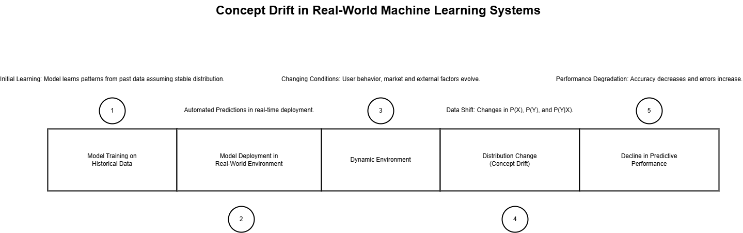 Concept Drift in Real-World Machine Learning Systems
Initial Learning: Model learns patterns from past data assuming stable distribution.
Changing Conditions: User behavior, market and external factors evolve.
Performance Degradation: Accuracy decreases and errors increase.
1
Automated Predictions in real-time deployment.
3
Data Shift: Changes in P(X), P(Y), and P(Y|X).
5
Model Training on
Historical Data
Model Deployment in
Real-World Environment
Dynamic Environment
Distribution Change
(Concept Drift)
Decline in Predictive
Performance
2
4